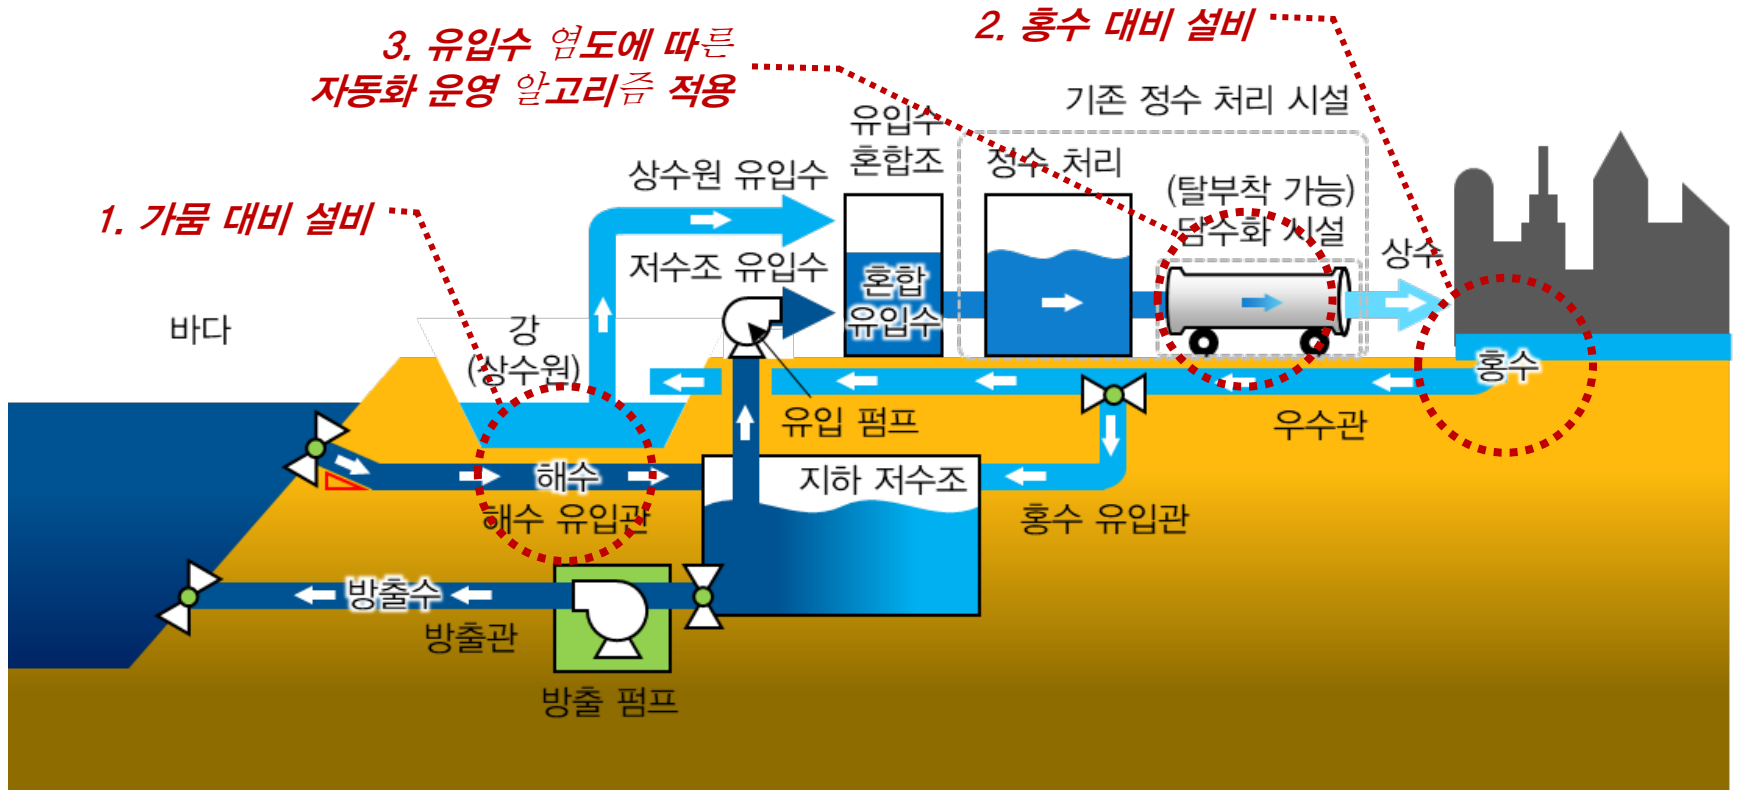 3. 유입수 염도에 따른
자동화 운영 알고리즘 적용
2. 홍수 대비 설비
기존 정수 처리 시설
유입수
혼합조
정수 처리
상수원 유입수
(탈부착 가능)
담수화 시설
1. 가뭄 대비 설비
저수조 유입수
상수
혼합
유입수
바다
강
(상수원)
홍수
유입 펌프
우수관
해수
지하 저수조
해수 유입관
홍수 유입관
방출수
방출관
방출 펌프